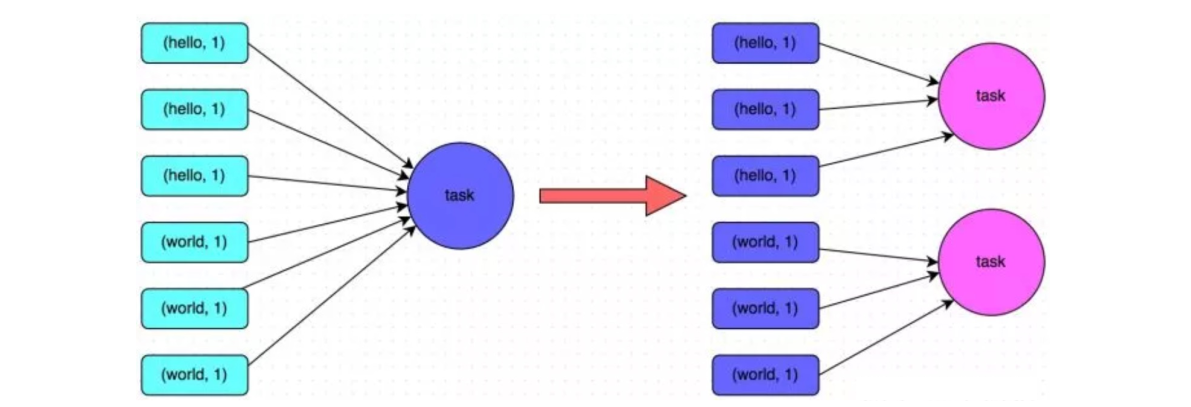 (hello, 1)
(hello, 1)
(hello, 1)
(world, 1)
(world, 1)
(world, 1)
task
(hello, 1)
(hello, 1)
(hello, 1)
(world, 1)
(world, 1)
(world, 1)
task
task